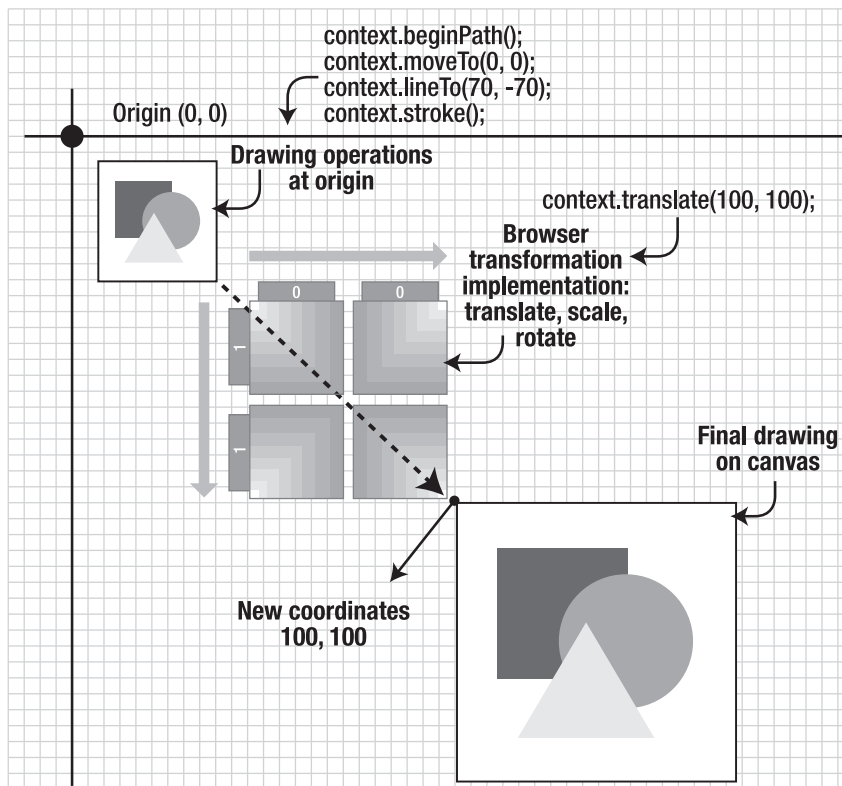 context.beginPath();
context.moveTo(0, 0);
context.lineTo(70, -70);
context.stroke();
Origin (0, 0)
Drawing operations
at origin
context.translate(100, 100);
Browser
transformation
implementation:
translate, scale,
rotate
0
0
1
1
Final drawing
on canvas
New coordinates
100, 100